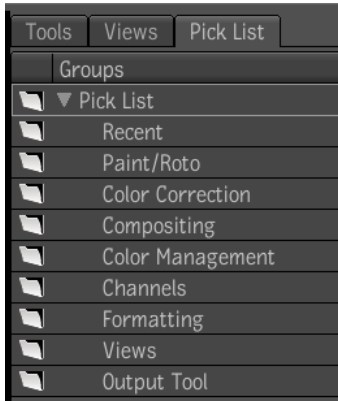 Tools Views Pick List
Groups
Pick List
Recent
Paint/Roto
Color Correction
Compositing
Color Management
Channels
Formatting
Views
Output Tool